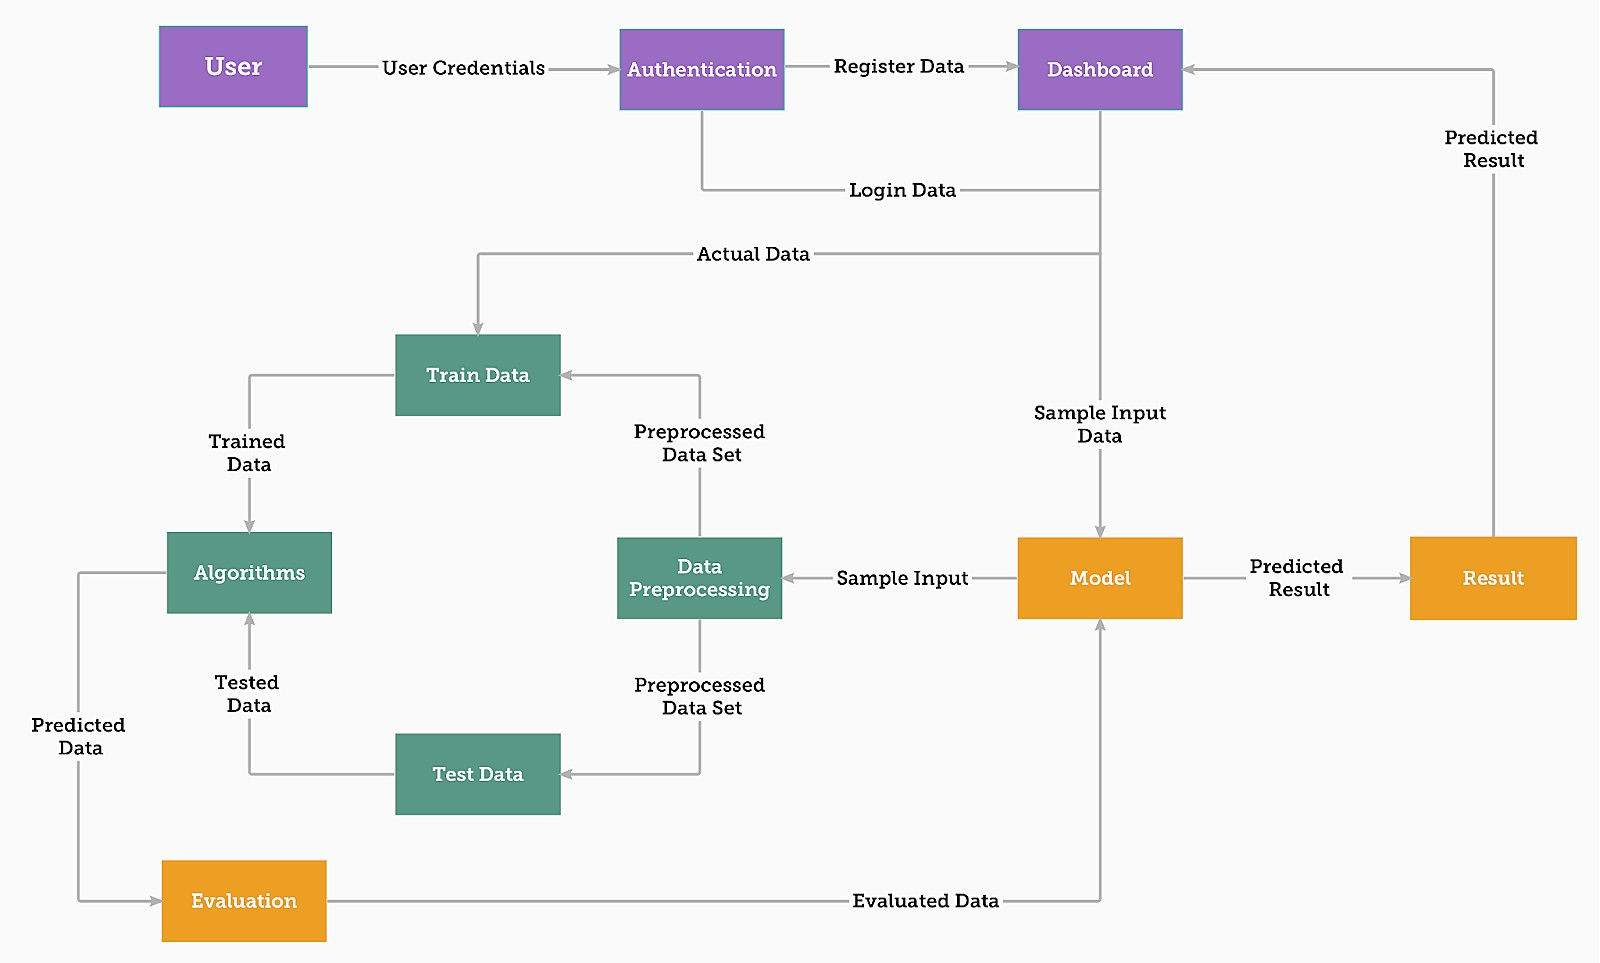 User
User Credentials
Authentication
Register Data
Dashboard
Predicted
Result
Login Data
Actual Data
Train Data
Sample Input
Data
Preprocessed
Data Set
Trained
Data
Algorithms
Data
Preprocessing
Sample Input
Model
Predicted
Result
Result
Tested
Data
Preprocessed
Data Set
Predicted
Data
Test Data
Evaluation
Evaluated Data